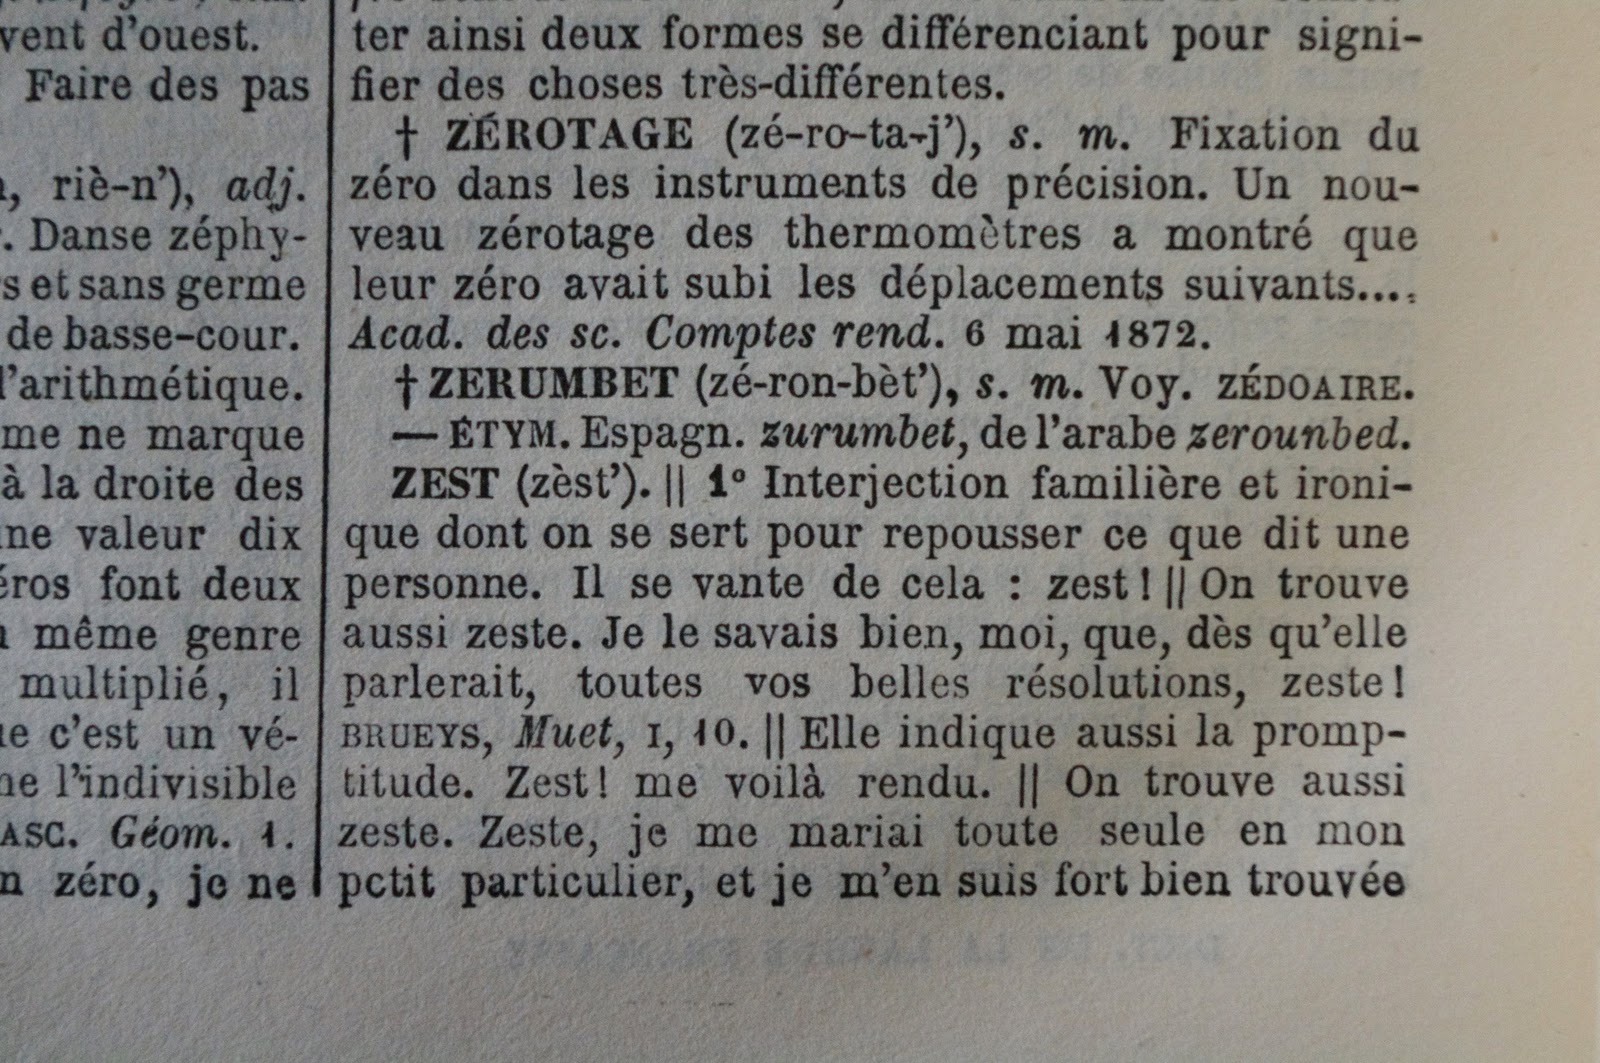 vent d'ouest.
Faire des pas
riè-n'), adj.
Danse zéphy-
s et sans germe
de basse-cour.
l'arithmétique.
me ne marque
à la droite des
ne valeur dix
éros font deux
même genre
multiplié, il
e c'est un vé-
ne l'indivisible
ASC. Géom. 1.
n zéro, je ne
ter ainsi deux formes se différenciant pour signi-
fier des choses très-différentes.
† ZÉROTAGE (zé-ro-ta-j'), s. m. Fixation du
zéro dans les instruments de précision. Un nou-
veau zérotage des thermomètres a montré que
leur zéro avait subi les déplacements suivants....
Acad. des sc. Comptes rend. 6 mai 1872.
† ZERUMBET (zé-ron-bèt'), s. m. Voy. ZÉDOAIRE.
— ÉTYM. Espagn. zurumbet, de l'arabe zerounbed.
ZEST (zèst'). || 1° Interjection familière et ironi-
que dont on se sert pour repousser ce que dit une
personne. Il se vante de cela : zest ! || On trouve
aussi zeste. Je le savais bien, moi, que, dès qu'elle
parlerait, toutes vos belles résolutions, zeste !
BRUEYS, Muet, I, 10. || Elle indique aussi la promp-
titude. Zest ! me voilà rendu. || On trouve aussi
zeste. Zeste, je me mariai toute seule en mon
petit particulier, et je m'en suis fort bien trouvée